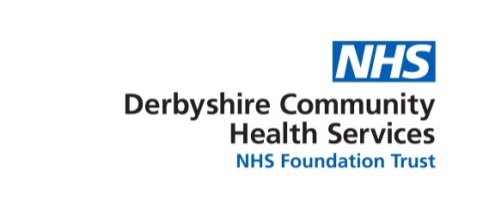 NHS
Derbyshire Community
Health Services
NHS Foundation Trust